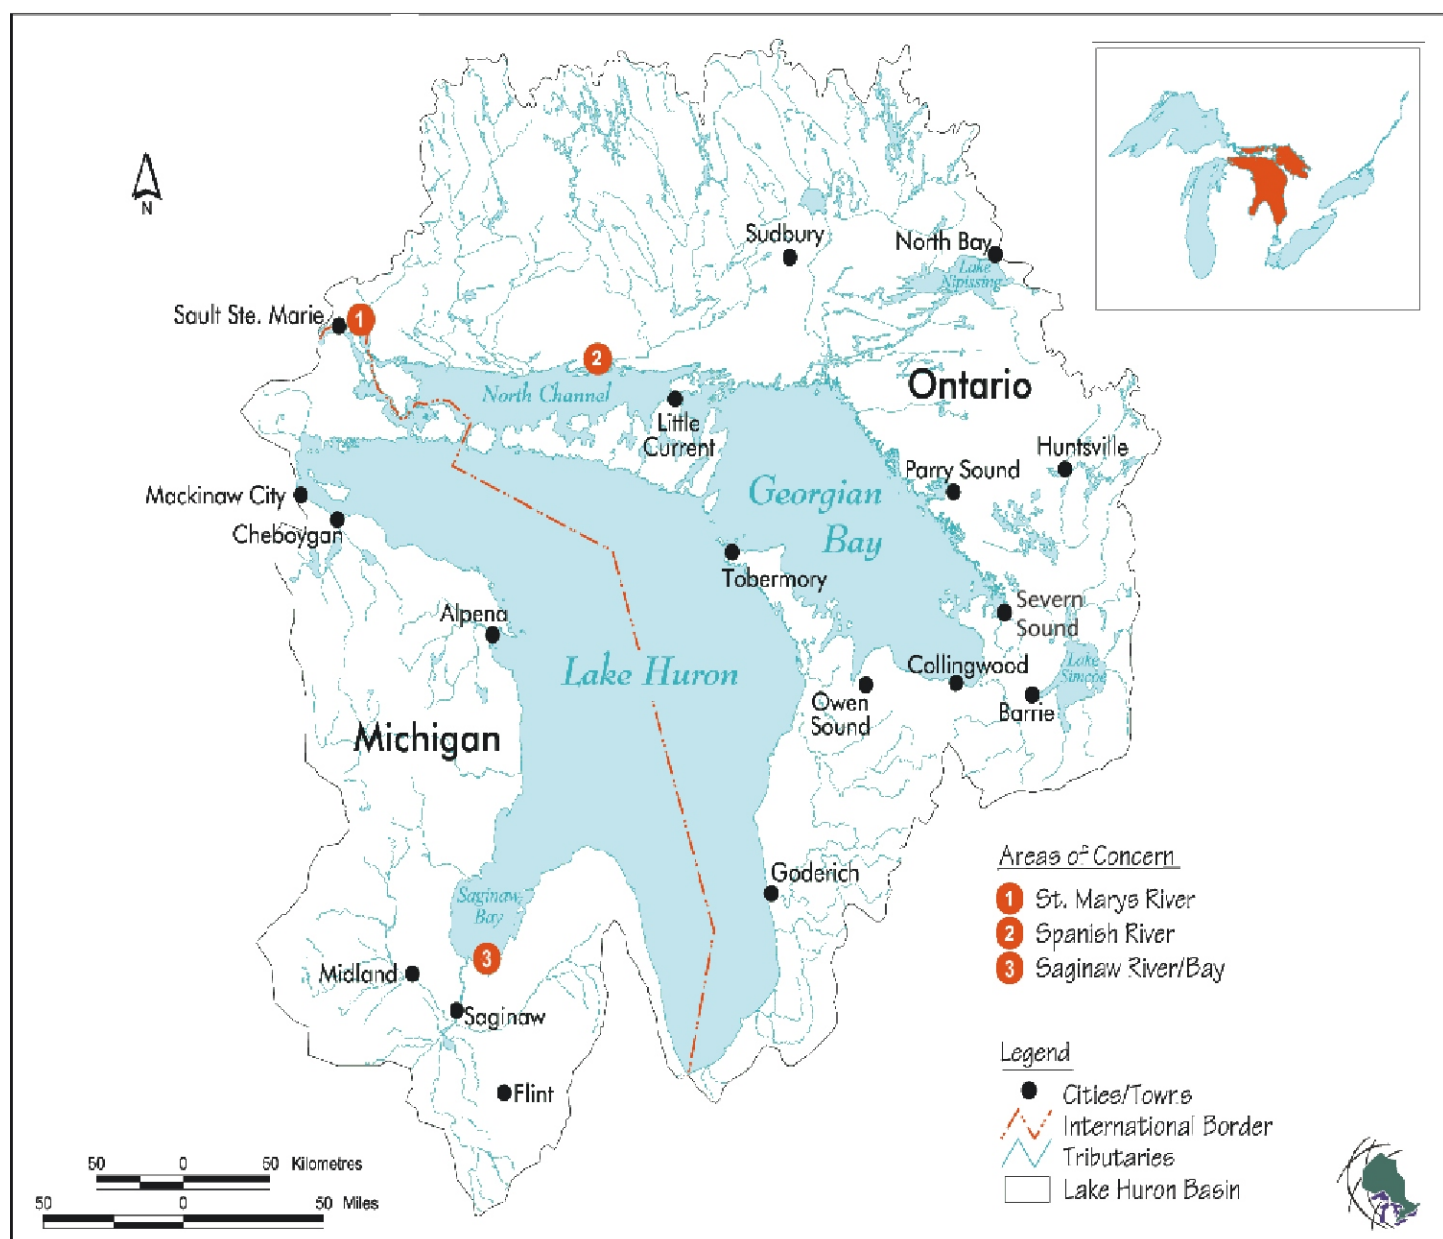 N
Sudbury
North Bay
Lake
Nipissing
Sault Ste. Marie
1
2
North Channel
Little
Current
Ontario
Huntsville
Parry Sound
Georgian
Bay
Mackinaw City
Cheboygan
Tobermory
Alpena
Severn
Sound
Lake Huron
Collingwood
Lake
Simcoe
Owen
Sound
Barrie
Michigan
Goderich
Saginaw
Bay
3
Midland
Saginaw
Flint
Areas of Concern
1 St. Marys River
2 Spanish River
3 Saginaw River/Bay
Legend
Cities/Towns
International Border
Tributaries
Lake Huron Basin
50 0 50 Kilometres
50 0 50 Miles